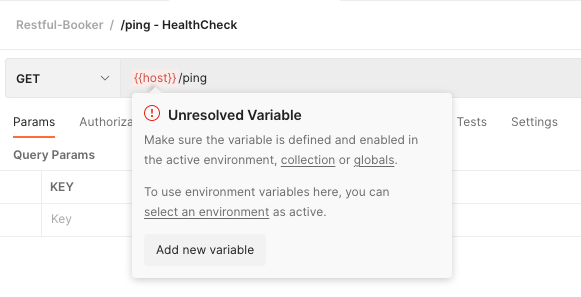 Restful-Booker / /ping - HealthCheck
GET {{host}}/ping
Unresolved Variable
Params Authoriza Tests Settings
Make sure the variable is defined and enabled in
the active environment, collection or globals.
Query Params
KEY
To use environment variables here, you can
select an environment as active.
Key
Add new variable